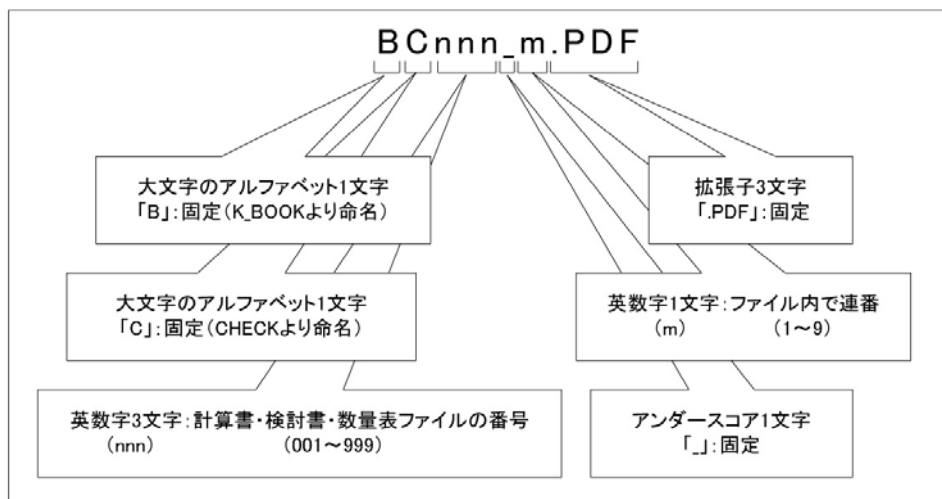 BCnnn_m.PDF
大文字のアルファベット1文字
「B」:固定(K_BOOKより命名)
拡張子3文字
「.PDF」:固定
大文字のアルファベット1文字
「C」:固定(CHECKより命名)
英数字1文字:ファイル内で連番
(m) (1～9)
英数字3文字:計算書・検討書・数量表ファイルの番号
(nnn) (001～999)
アンダースコア1文字
「_」:固定